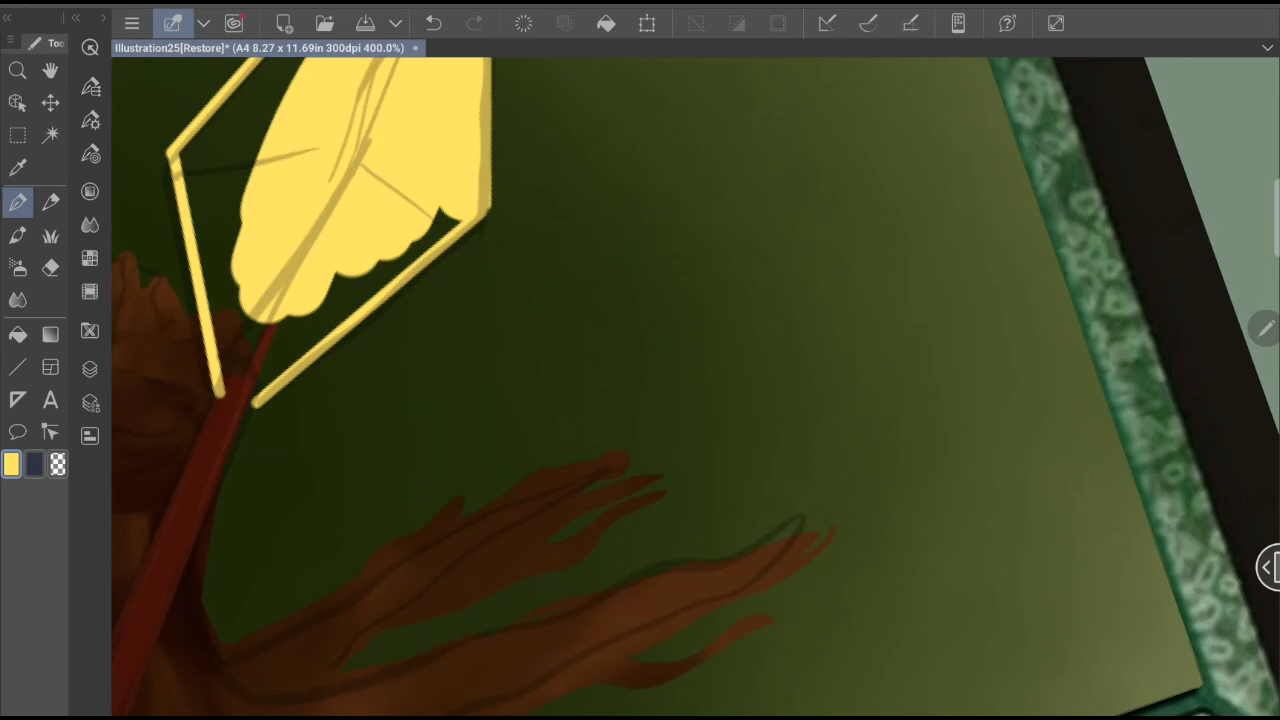 Too
Illustration25[Restore]* (A4 8.27 x 11.69in 300dpi 400.0%)
A